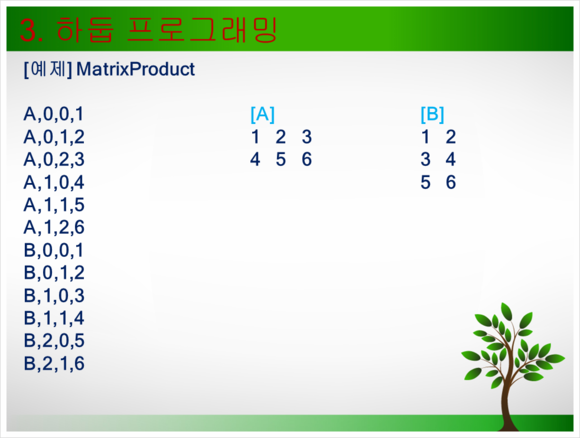 3. 하둡 프로그래밍
[예제] MatrixProduct
A,0,0,1
A,0,1,2
A,0,2,3
A,1,0,4
A,1,1,5
A,1,2,6
B,0,0,1
B,0,1,2
B,1,0,3
B,1,1,4
B,2,0,5
B,2,1,6
[A]
1 2 3
4 5 6
[B]
1 2
3 4
5 6